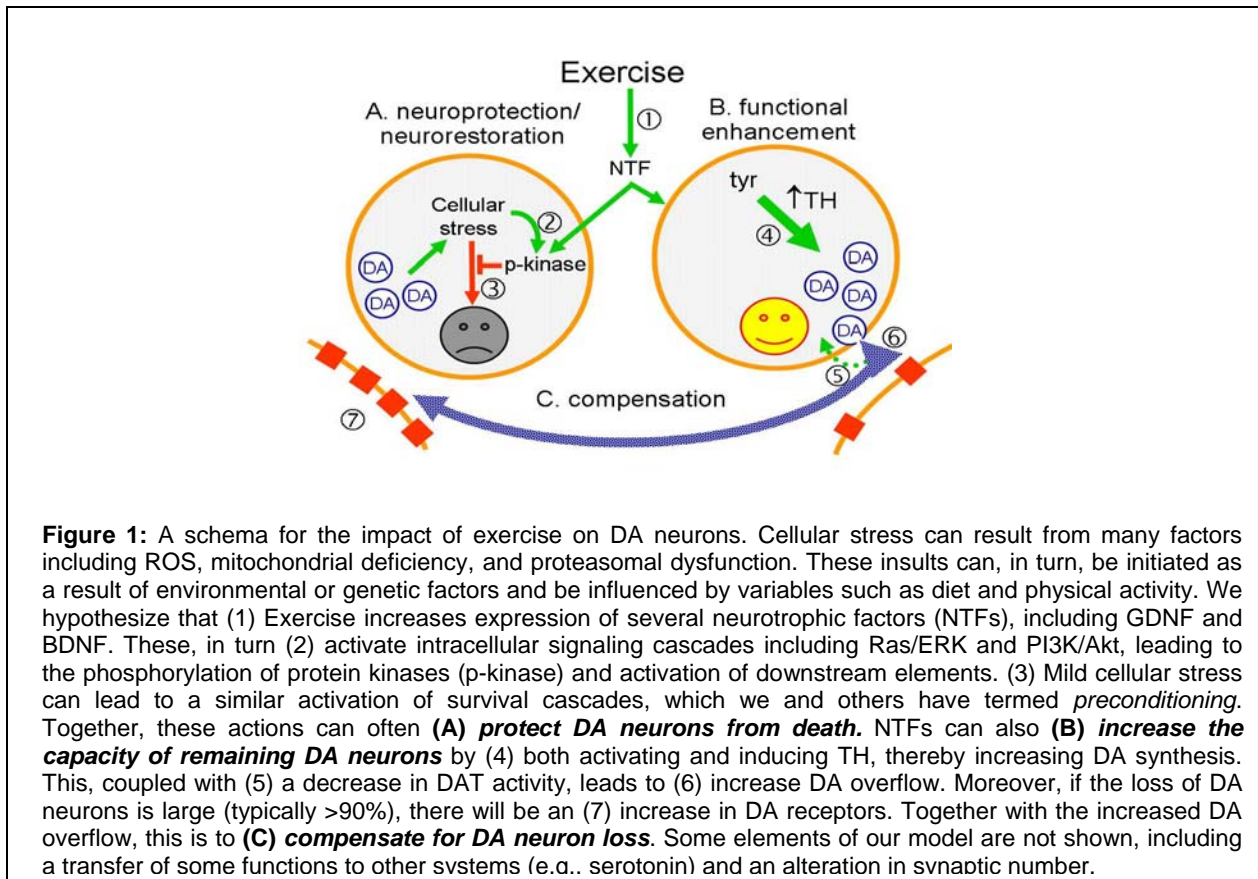 Exercise
A. neuroprotection/
neurorestoration
①
B. functional
enhancement
NTF
Cellular
stress
②
p-kinase
③
DA
DA
DA
tyr
↑TH
④
DA
DA
DA
DA
DA
⑤
⑥
C. compensation
⑦
Figure 1: A schema for the impact of exercise on DA neurons. Cellular stress can result from many factors
including ROS, mitochondrial deficiency, and proteasomal dysfunction. These insults can, in turn, be initiated as
a result of environmental or genetic factors and be influenced by variables such as diet and physical activity. We
hypothesize that (1) Exercise increases expression of several neurotrophic factors (NTFs), including GDNF and
BDNF. These, in turn (2) activate intracellular signaling cascades including Ras/ERK and PI3K/Akt, leading to
the phosphorylation of protein kinases (p-kinase) and activation of downstream elements. (3) Mild cellular stress
can lead to a similar activation of survival cascades, which we and others have termed preconditioning.
Together, these actions can often (A) protect DA neurons from death. NTFs can also (B) increase the
capacity of remaining DA neurons by (4) both activating and inducing TH, thereby increasing DA synthesis.
This, coupled with (5) a decrease in DAT activity, leads to (6) increase DA overflow. Moreover, if the loss of DA
neurons is large (typically >90%), there will be an (7) increase in DA receptors. Together with the increased DA
overflow, this is to (C) compensate for DA neuron loss. Some elements of our model are not shown, including
a transfer of some functions to other systems (e.g., serotonin) and an alteration in synaptic number.